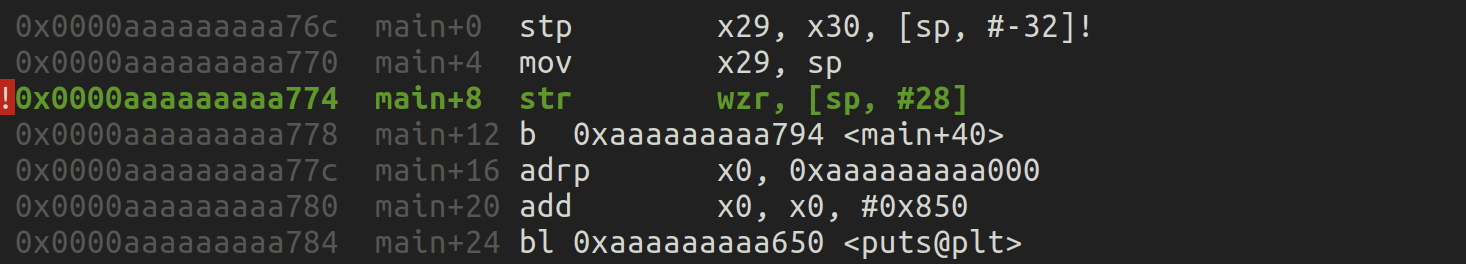 0x0000aaaaaaaaa76c main+0 stp x29, x30, [sp, #-32]!
0x0000aaaaaaaaa770 main+4 mov x29, sp
!0x0000aaaaaaaaa774 main+8 str wzr, [sp, #28]
0x0000aaaaaaaaa778 main+12 b 0xaaaaaaaaa794 <main+40>
0x0000aaaaaaaaa77c main+16 adrp x0, 0xaaaaaaaaa000
0x0000aaaaaaaaa780 main+20 add x0, x0, #0x850
0x0000aaaaaaaaa784 main+24 bl 0xaaaaaaaaa650 <puts@plt>